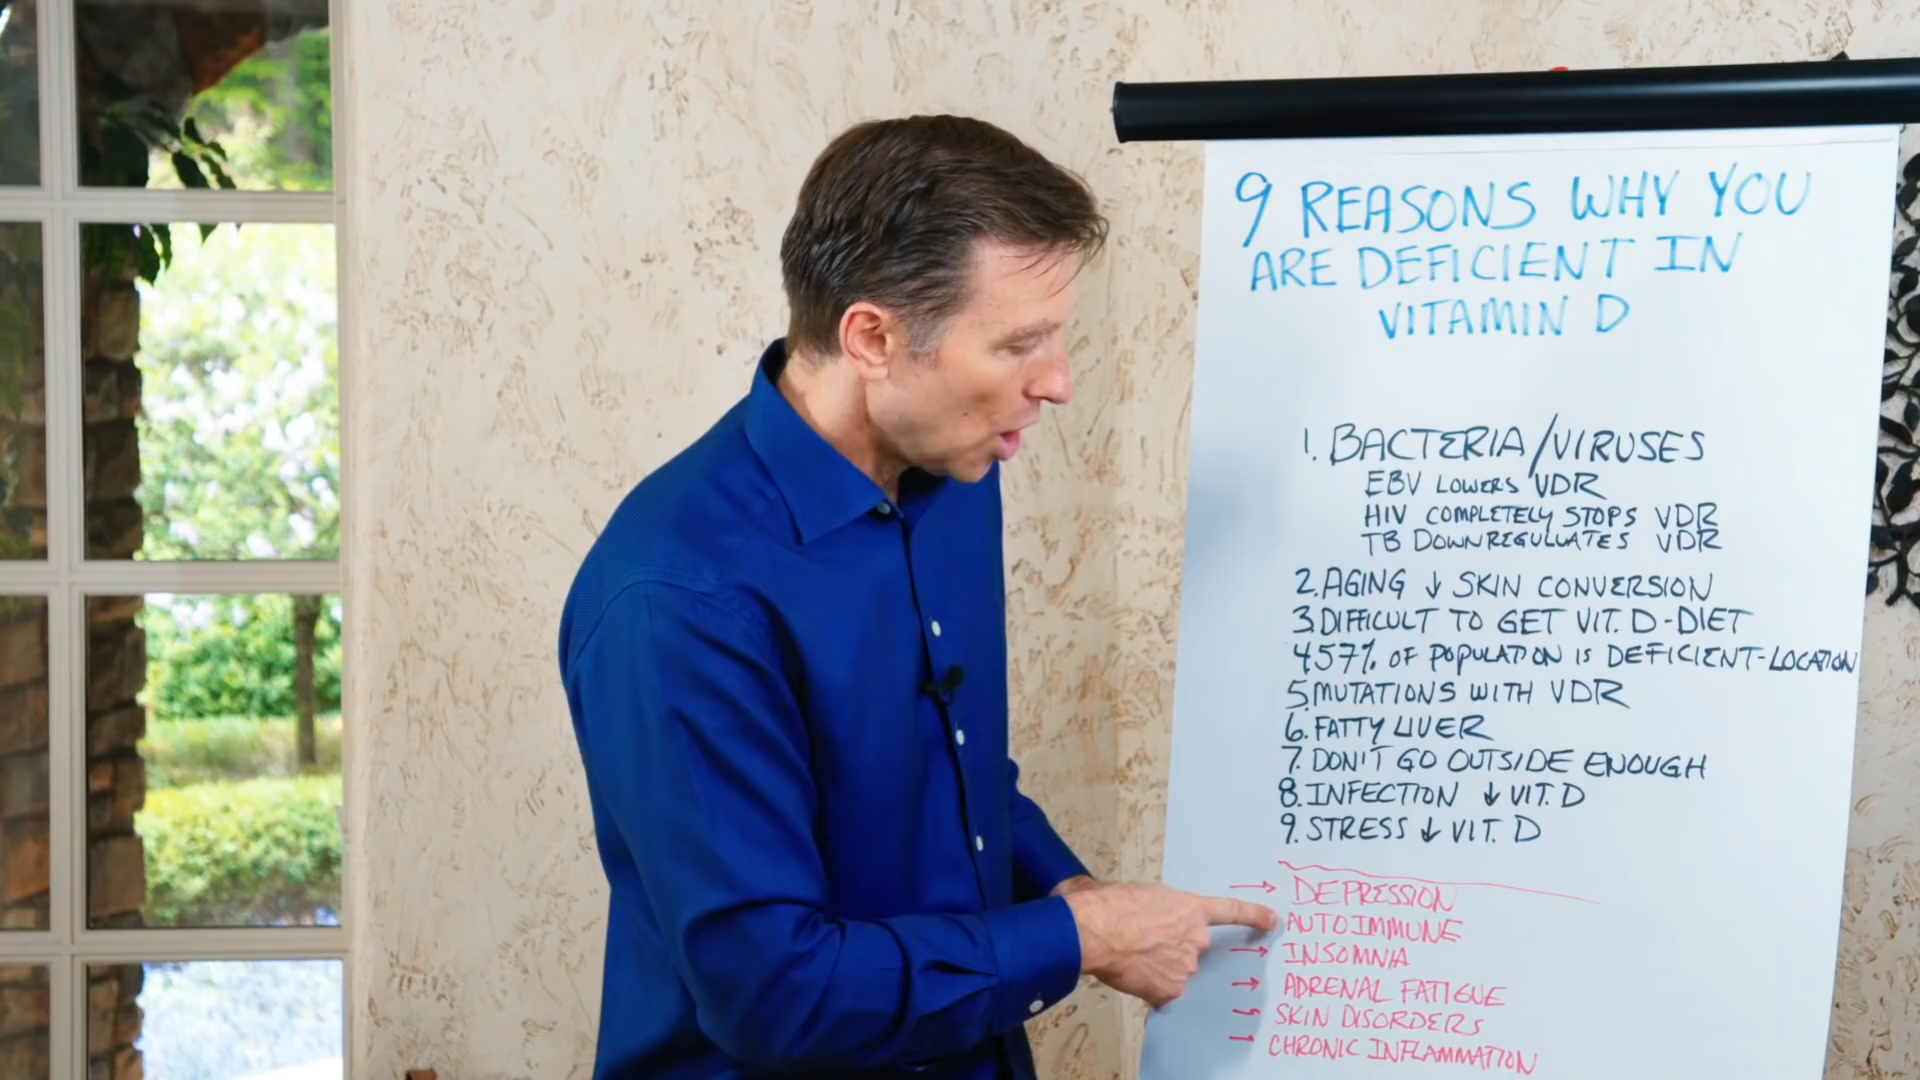 9 REASONS WHY YOU
ARE DEFICIENT IN
VITAMIN D
1. BACTERIA/VIRUSES
EBV LOWERS VDR
HIV COMPLETELY STOPS VDR
TB DOWNREGULUATES VDR
2. AGING ↓ SKIN CONVERSION
3. DIFFICULT TO GET VIT. D-DIET
4. 57% OF POPULATION IS DEFICIENT-LOCATION
5. MUTATIONS WITH VDR
6. FATTY LIVER
7. DON'T GO OUTSIDE ENOUGH
8. INFECTION ↓ VIT. D
9. STRESS ↓ VIT. D
→ DEPRESSION
AUTOIMMUNE
→ INSOMNIA
→ ADRENAL FATIGUE
→ SKIN DISORDERS
→ CHRONIC INFLAMMATION